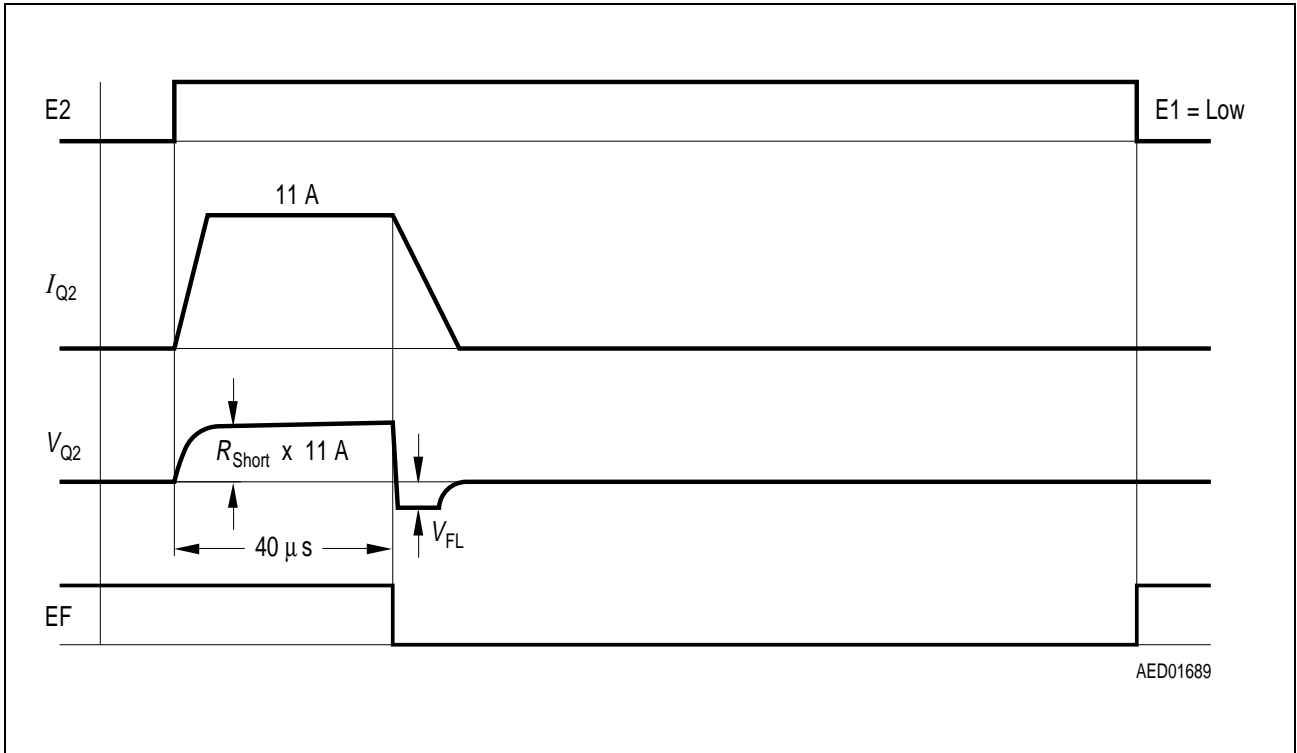 E2
E1 = Low
11 A
IQ2
VQ2
RShort x 11 A
VFL
40 μs
EF
AED01689